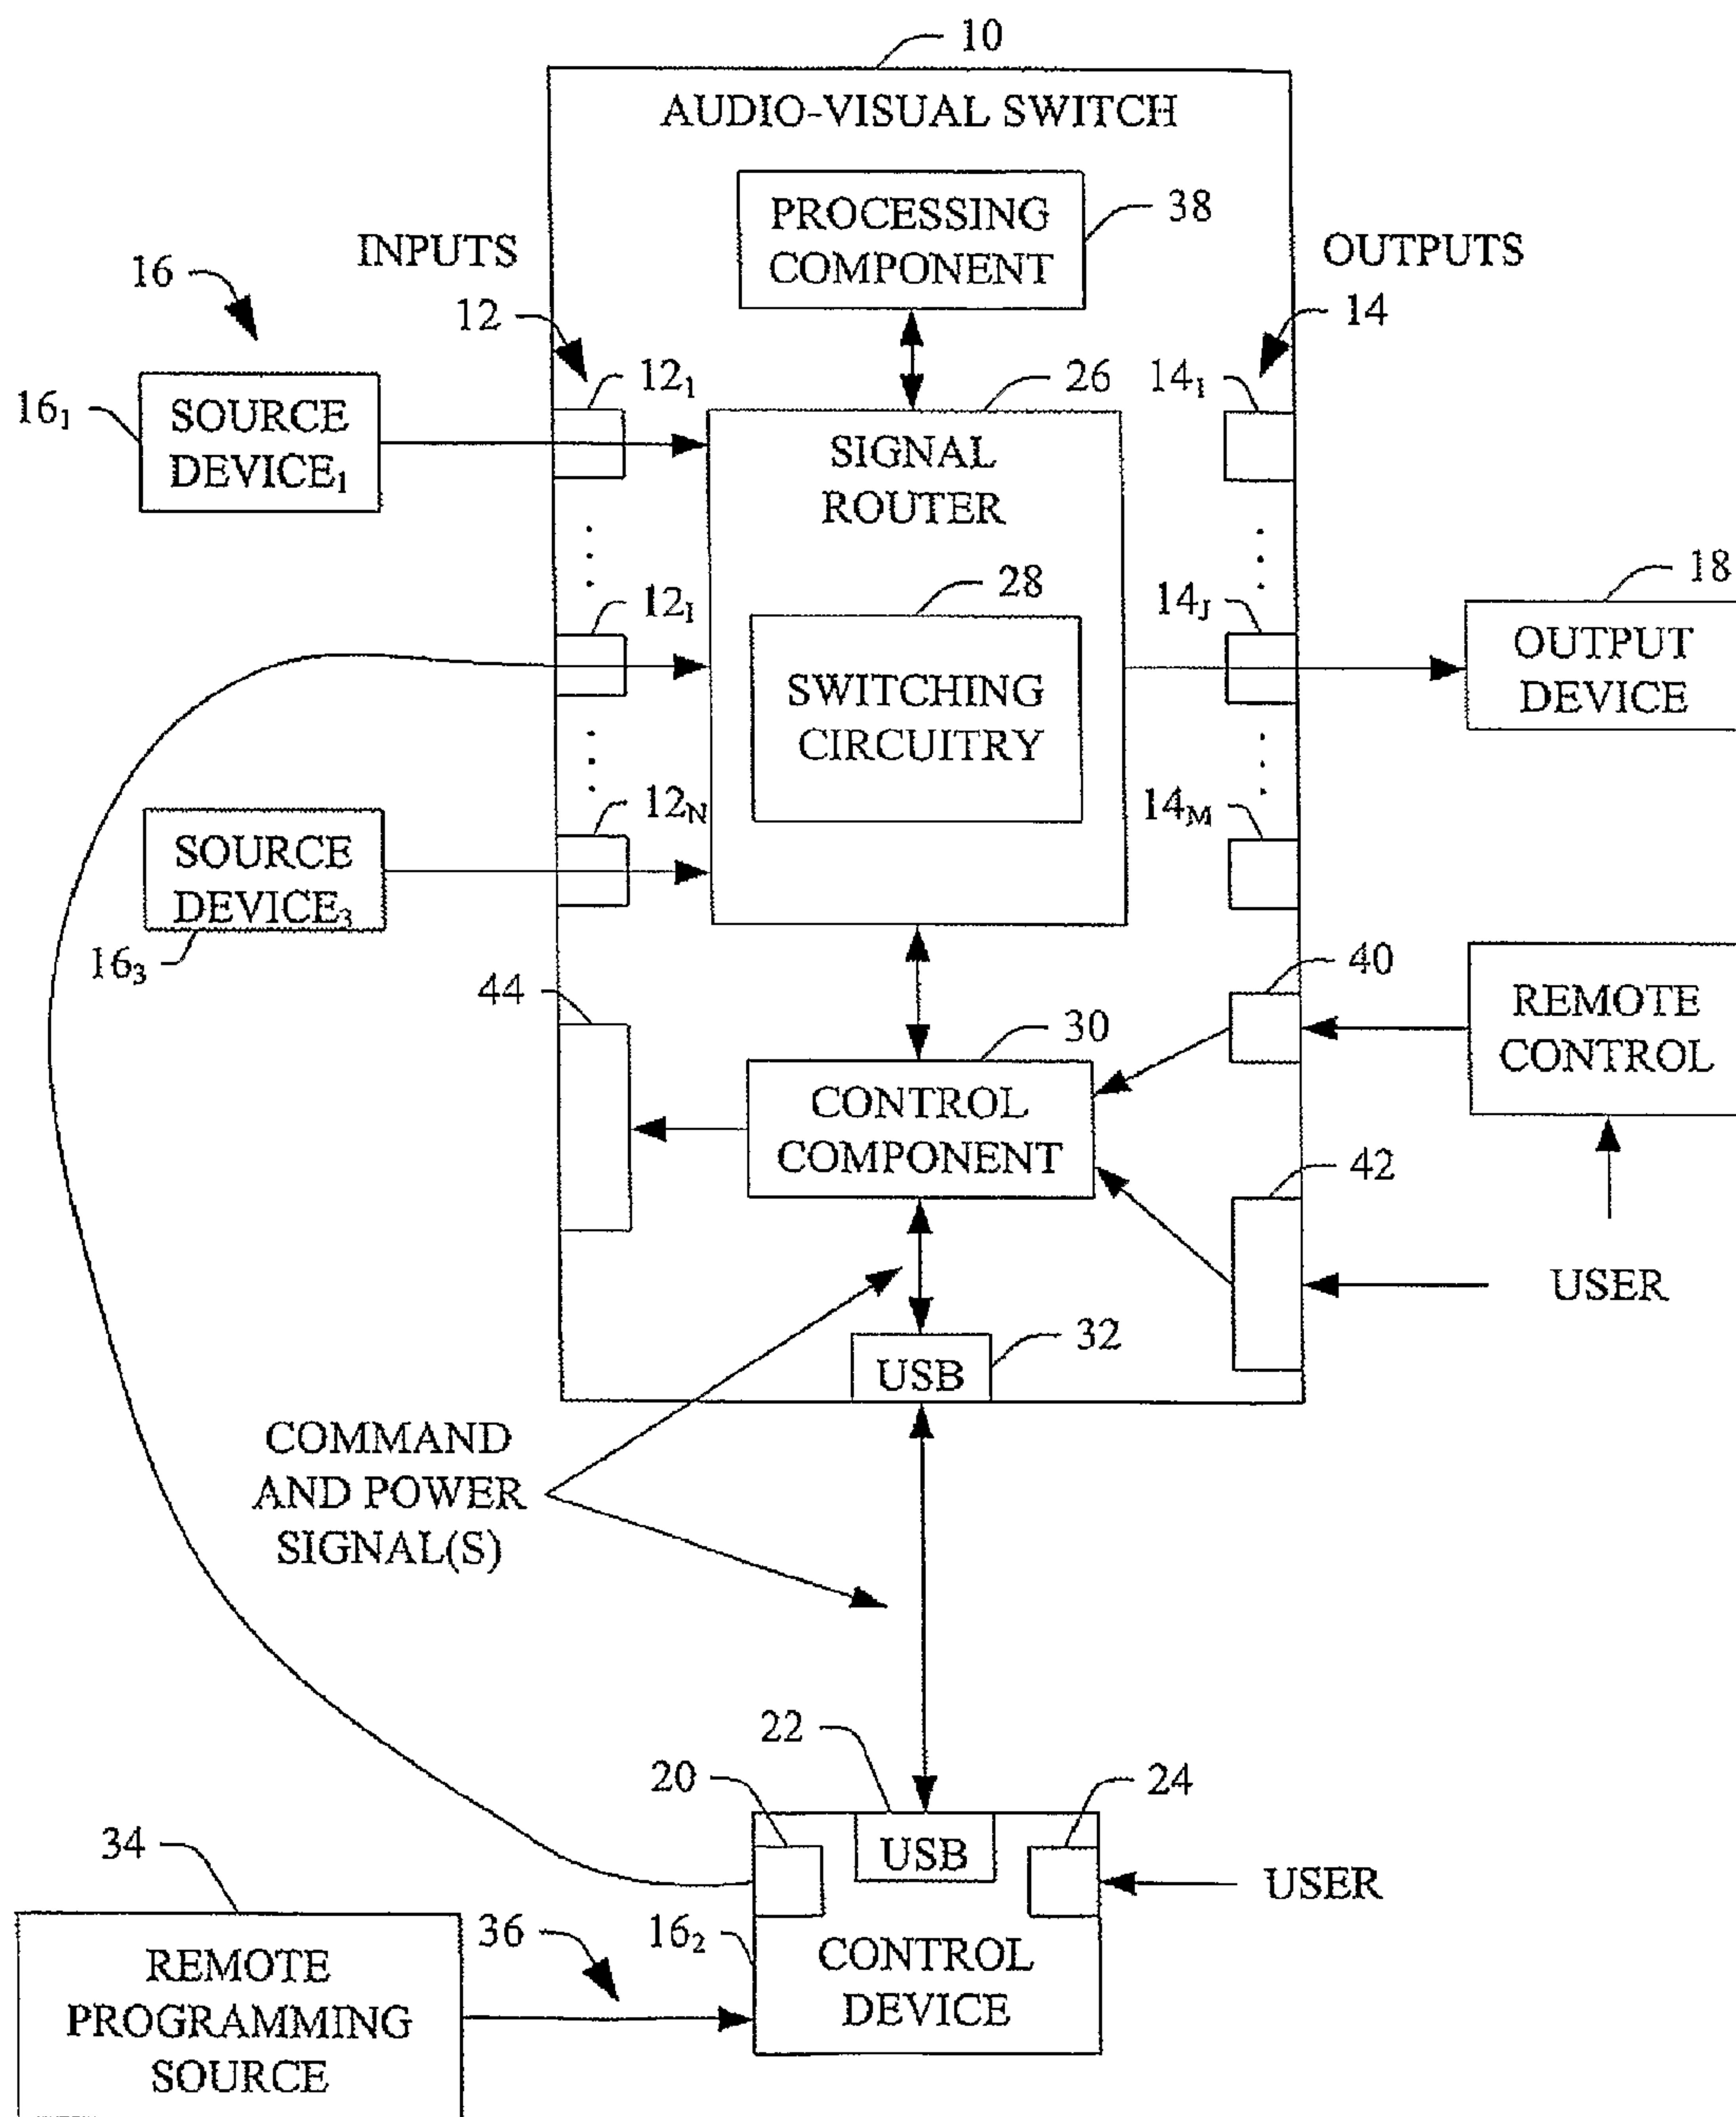 10
AUDIO-VISUAL SWITCH
PROCESSING
COMPONENT
38
INPUTS
OUTPUTS
16
12
14
16₁
SOURCE
DEVICE₁
12₁
26
14₁
SIGNAL
ROUTER
28
12ᵢ
14ⱼ
18
SWITCHING
CIRCUITRY
OUTPUT
DEVICE
12_N
14_M
SOURCE
DEVICE₃
16₃
44
40
REMOTE
CONTROL
30
CONTROL
COMPONENT
42
USER
32
USB
COMMAND
AND POWER
SIGNAL(S)
22
20
24
USB
USER
34
36
16₂
CONTROL
DEVICE
REMOTE
PROGRAMMING
SOURCE